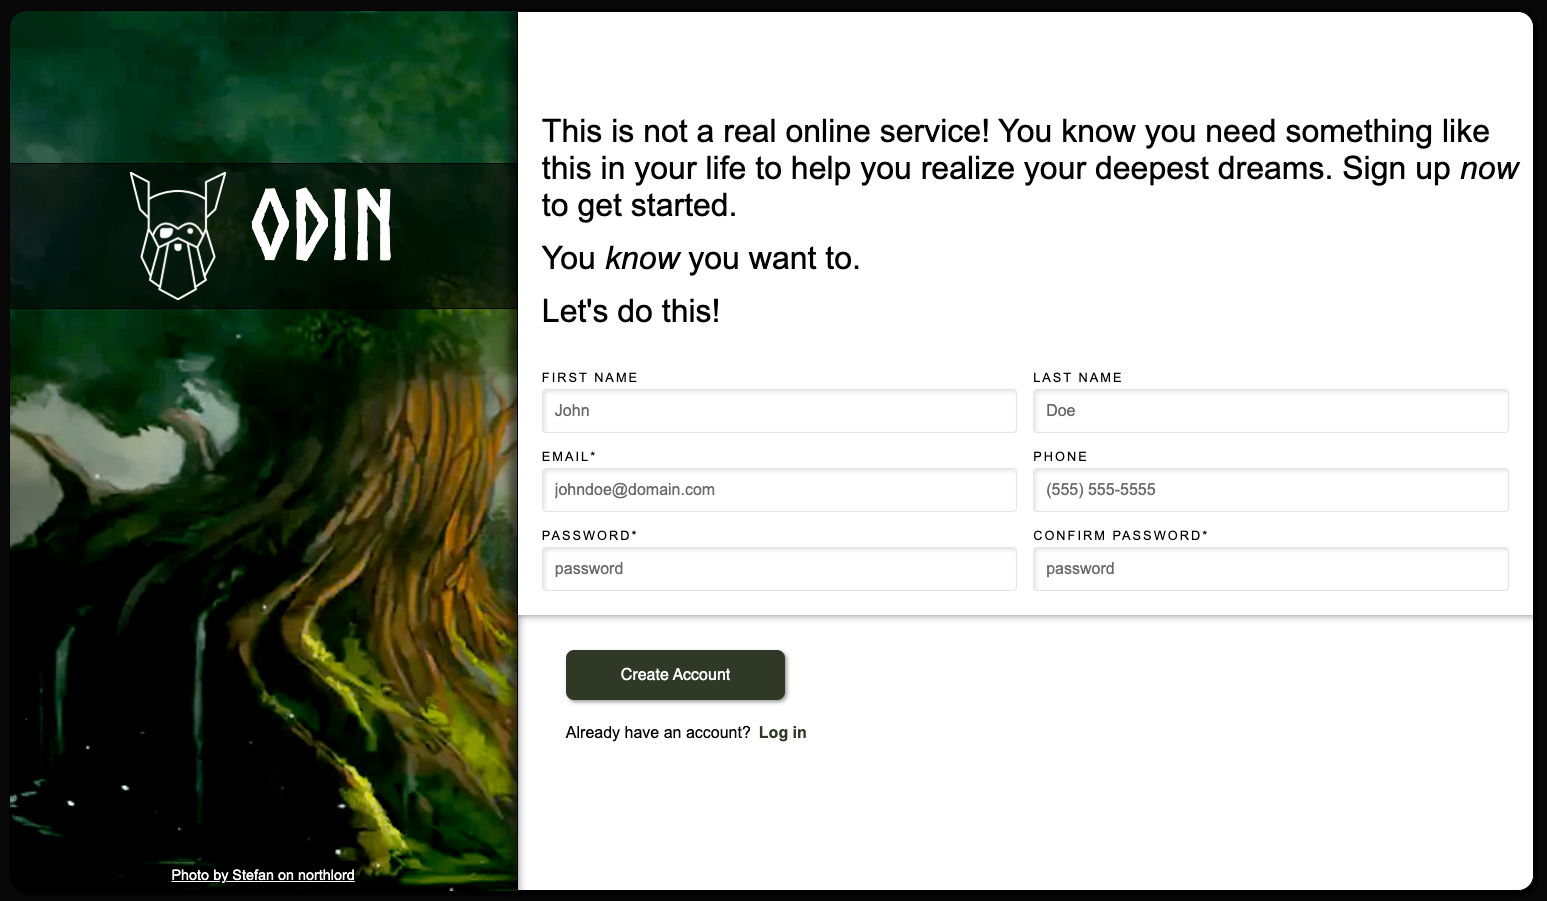 ODIN
Photo by Stefan on northlord
This is not a real online service! You know you need something like
this in your life to help you realize your deepest dreams. Sign up now
to get started.
You know you want to.
Let's do this!
FIRST NAME
LAST NAME
John
Doe
EMAIL*
PHONE
johndoe@domain.com
(555) 555-5555
PASSWORD*
CONFIRM PASSWORD*
password
password
Create Account
Already have an account? Log in